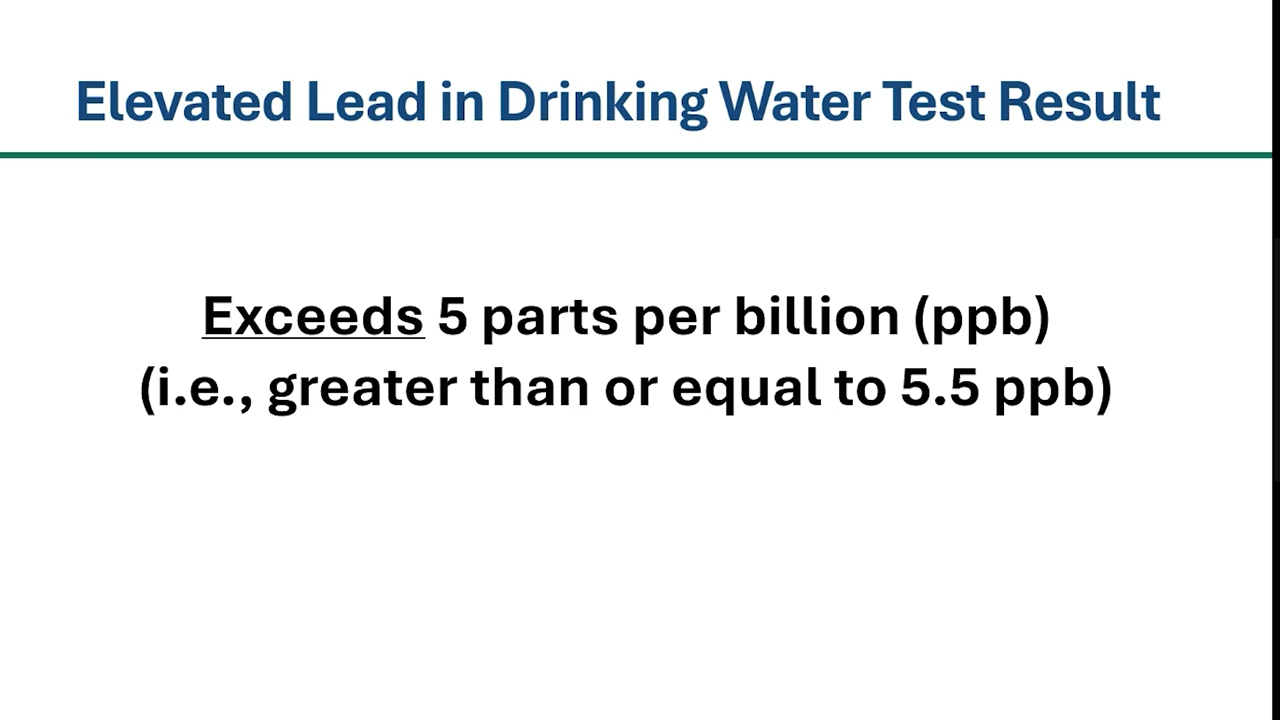 Elevated Lead in Drinking Water Test Result
Exceeds 5 parts per billion (ppb)
(i.e., greater than or equal to 5.5 ppb)